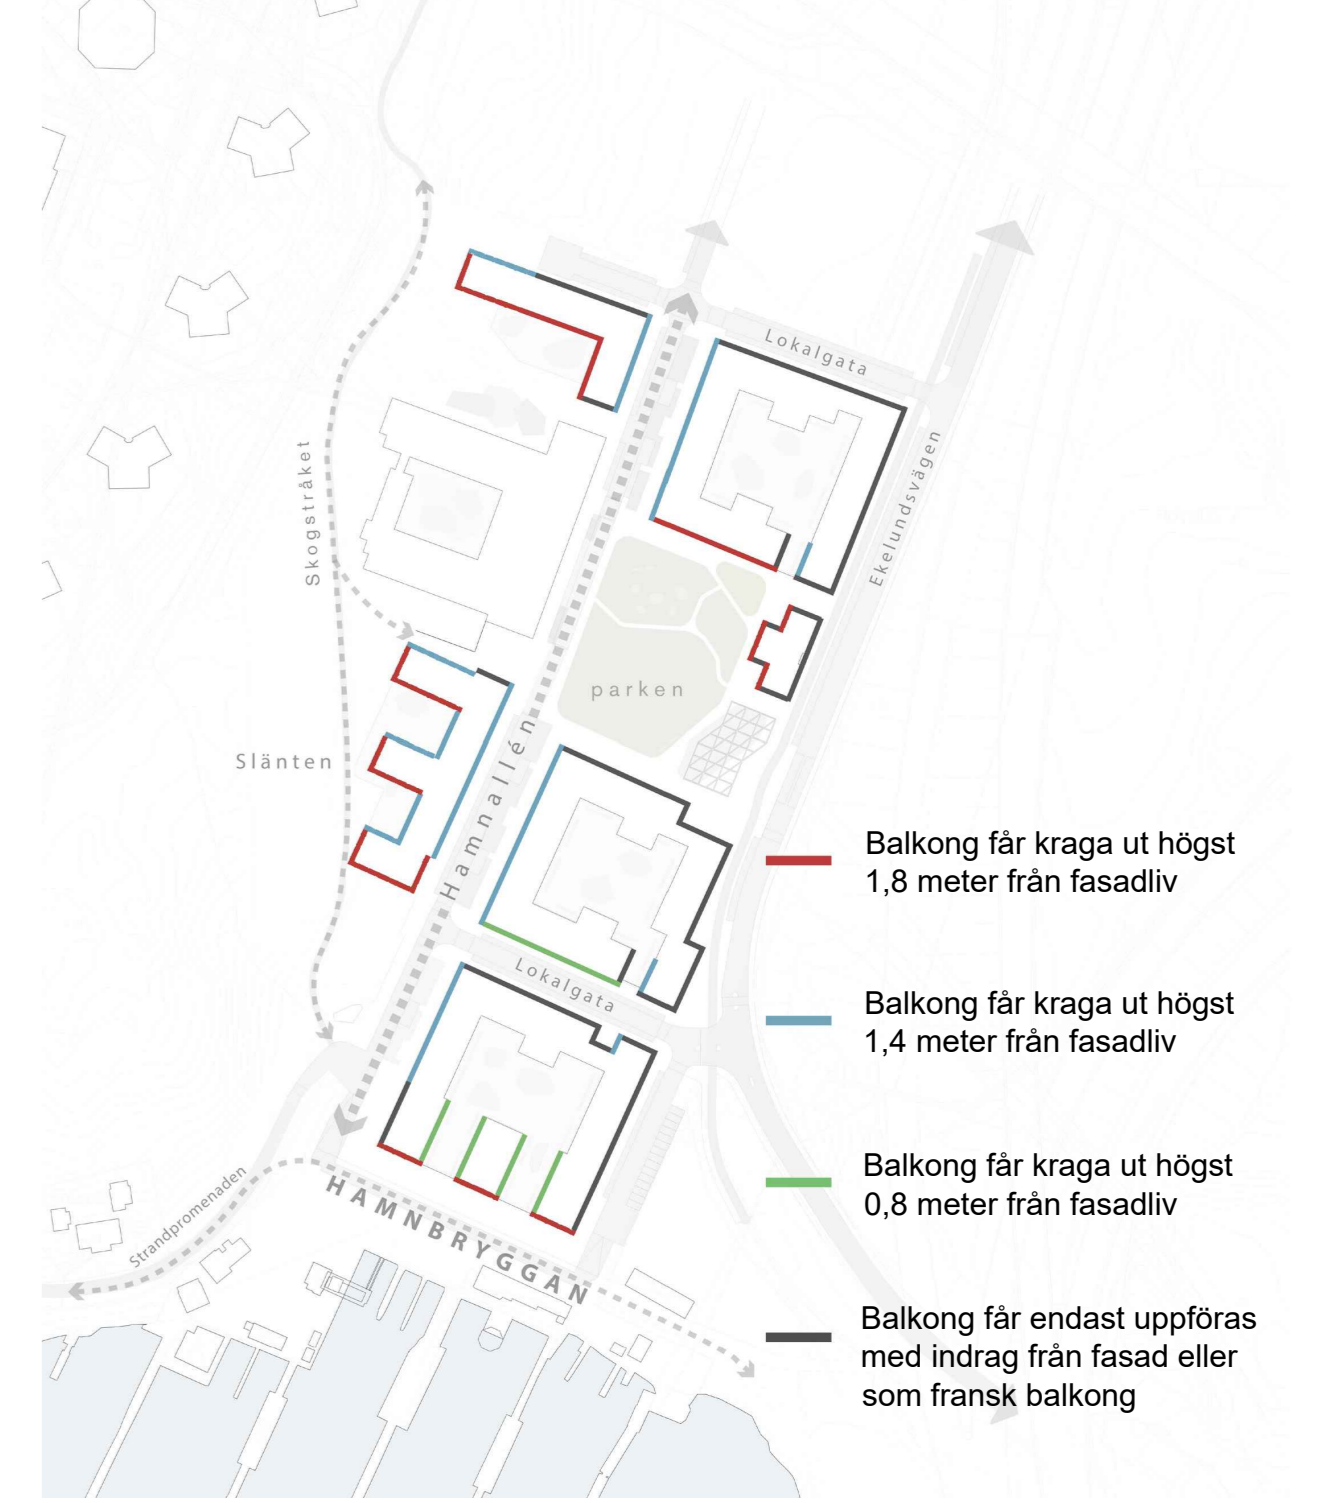 Lokalgata
Skogstråket
Ekelundsvägen
parken
Slänten
Hamnallén
Balkong får kraga ut högst
1,8 meter från fasadliv
Lokalgata
Balkong får kraga ut högst
1,4 meter från fasadliv
Balkong får kraga ut högst
0,8 meter från fasadliv
Strandpromenaden
HAMNBRYGGAN
Balkong får endast uppföras
med indrag från fasad eller
som fransk balkong